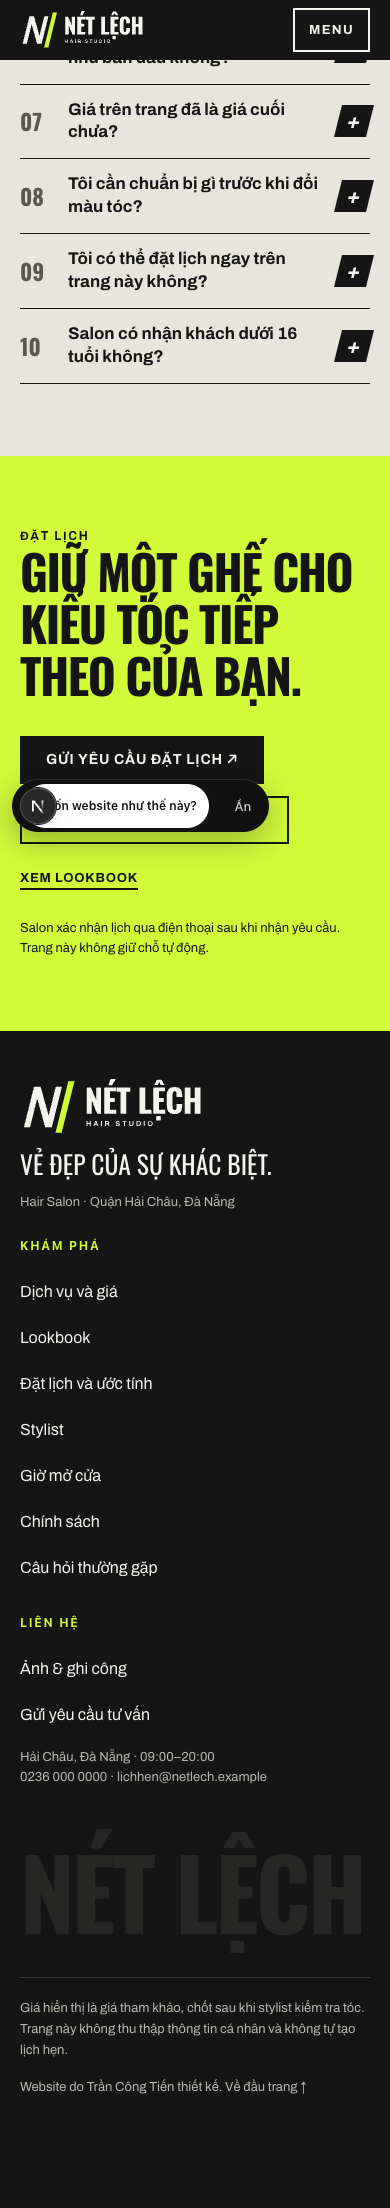 NÉT LỆCH
HAIR STUDIO
MENU
như ban đầu không?
07
Giá trên trang đã là giá cuối
chưa?
+
08
Tôi cần chuẩn bị gì trước khi đổi
màu tóc?
+
09
Tôi có thể đặt lịch ngay trên
trang này không?
+
10
Salon có nhận khách dưới 16
tuổi không?
+
ĐẶT LỊCH
GIỮ MỘT GHẾ CHO
KIỂU TÓC TIẾP
THEO CỦA BẠN.
GỬI YÊU CẦU ĐẶT LỊCH ↗
N
website như thế này?
Ẩn
XEM LOOKBOOK
Salon xác nhận lịch qua điện thoại sau khi nhận yêu cầu.
Trang này không giữ chỗ tự động.
NÉT LỆCH
HAIR STUDIO
VẺ ĐẸP CỦA SỰ KHÁC BIỆT.
Hair Salon · Quận Hải Châu, Đà Nẵng
KHÁM PHÁ
Dịch vụ và giá
Lookbook
Đặt lịch và ước tính
Stylist
Giờ mở cửa
Chính sách
Câu hỏi thường gặp
LIÊN HỆ
Ảnh & ghi công
Gửi yêu cầu tư vấn
Hải Châu, Đà Nẵng · 09:00–20:00
0236 000 0000 · lichhen@netlech.example
NÉT LỆCH
Giá hiển thị là giá tham khảo, chốt sau khi stylist kiểm tra tóc.
Trang này không thu thập thông tin cá nhân và không tự tạo
lịch hẹn.
Website do Trần Công Tiến thiết kế. Về đầu trang ↑